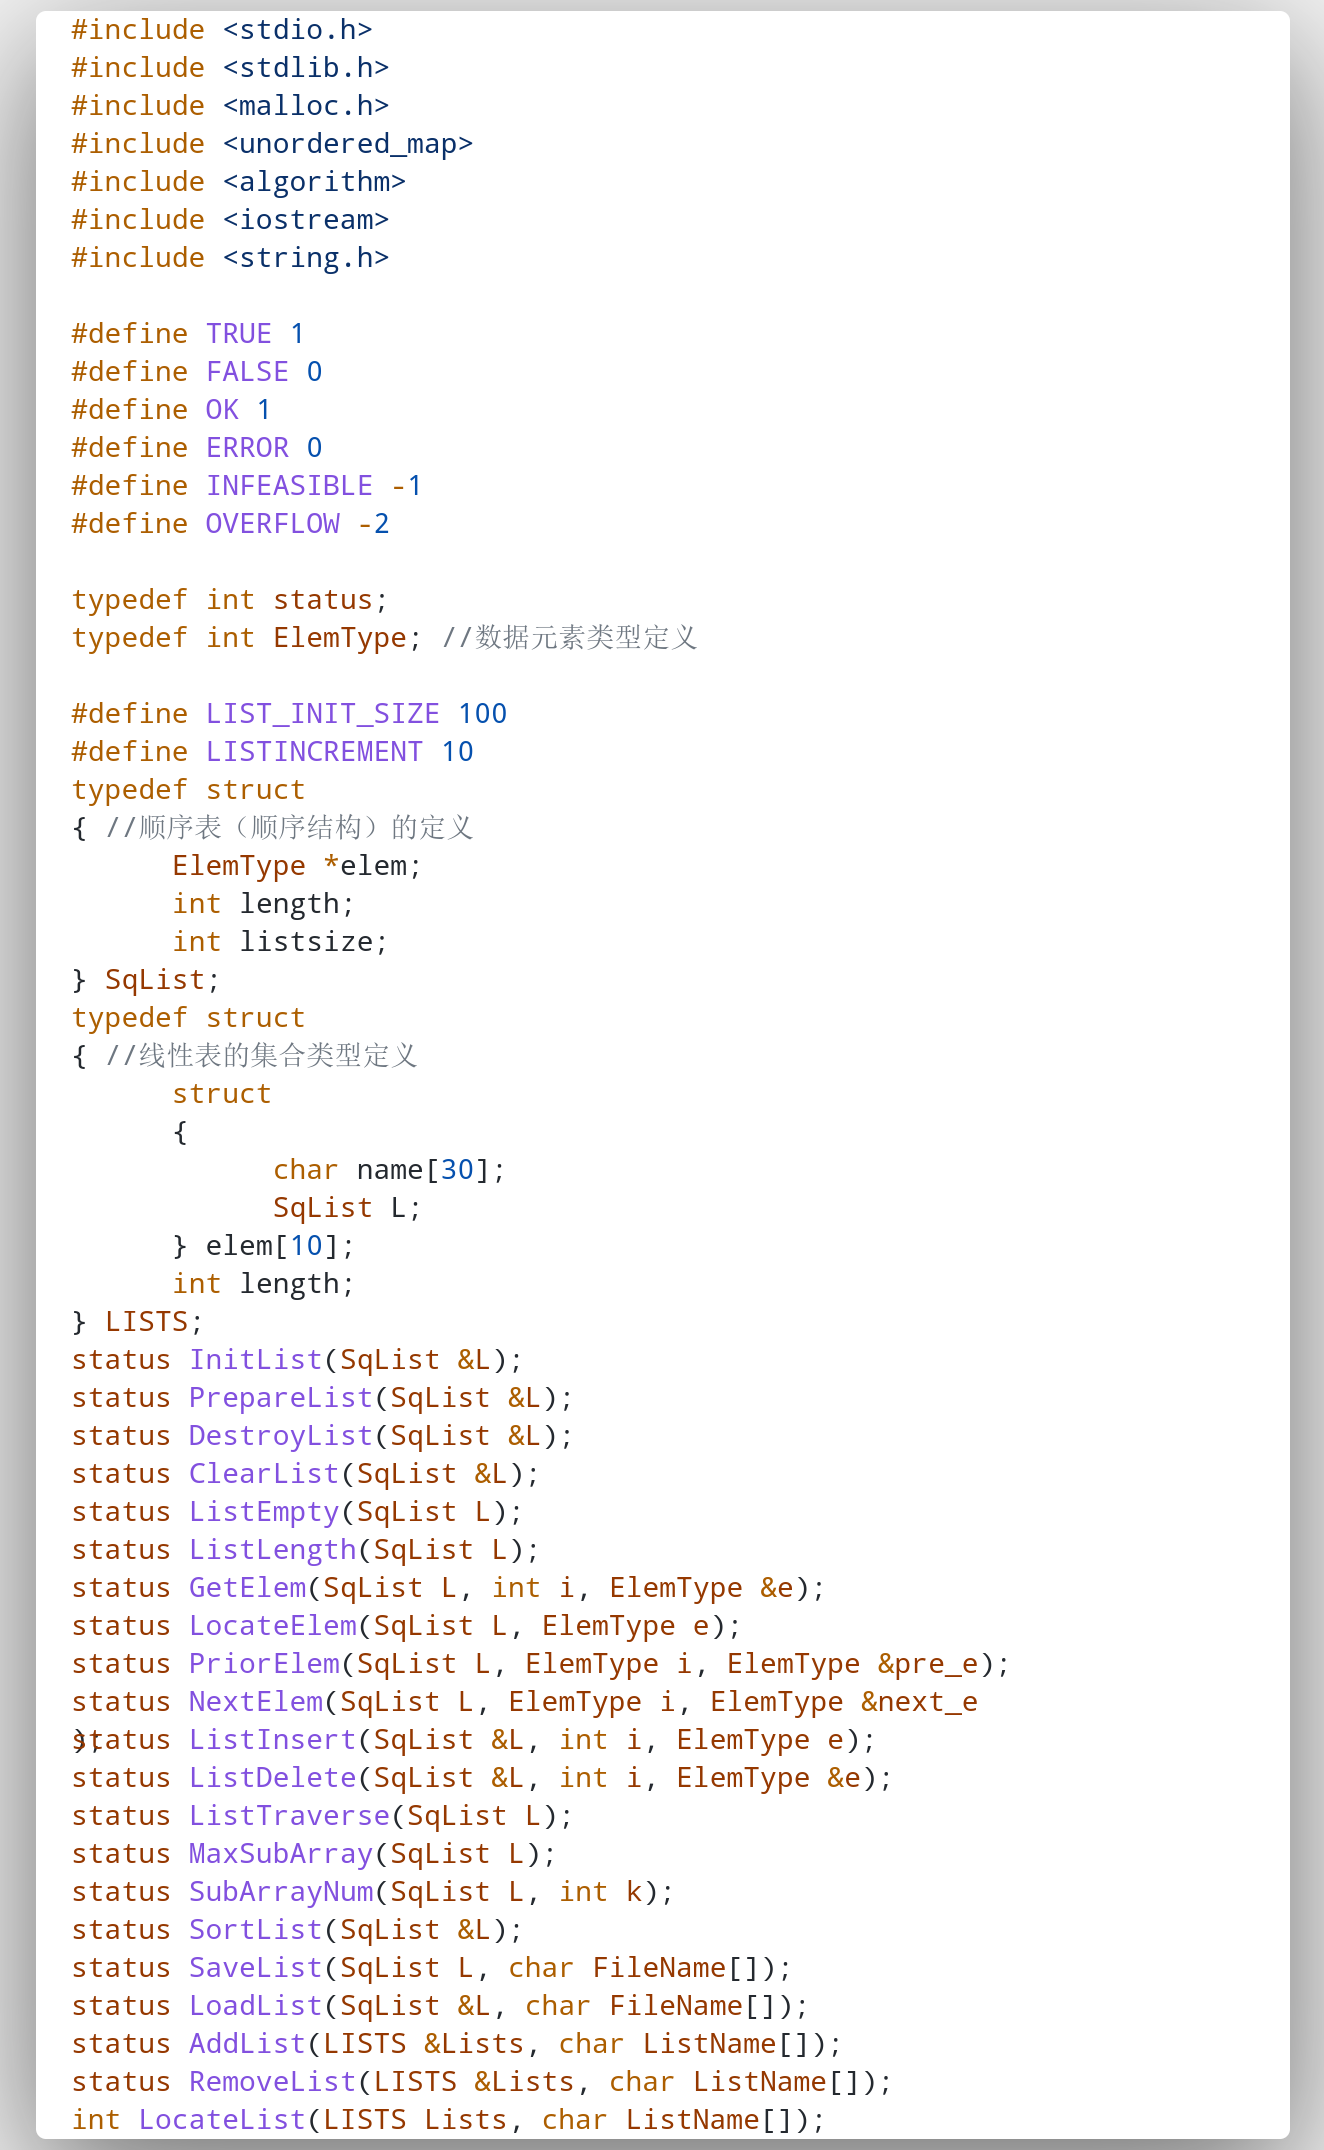 #include <stdio.h>
#include <stdlib.h>
#include <malloc.h>
#include <unordered_map>
#include <algorithm>
#include <iostream>
#include <string.h>

#define TRUE 1
#define FALSE 0
#define OK 1
#define ERROR 0
#define INFEASIBLE -1
#define OVERFLOW -2

typedef int status;
typedef int ElemType; //数据元素类型定义

#define LIST_INIT_SIZE 100
#define LISTINCREMENT 10
typedef struct
{ //顺序表（顺序结构）的定义
      ElemType *elem;
      int length;
      int listsize;
} SqList;
typedef struct
{ //线性表的集合类型定义
      struct
      {
            char name[30];
            SqList L;
      } elem[10];
      int length;
} LISTS;
status InitList(SqList &L);
status PrepareList(SqList &L);
status DestroyList(SqList &L);
status ClearList(SqList &L);
status ListEmpty(SqList L);
status ListLength(SqList L);
status GetElem(SqList L, int i, ElemType &e);
status LocateElem(SqList L, ElemType e);
status PriorElem(SqList L, ElemType i, ElemType &pre_e);
status NextElem(SqList L, ElemType i, ElemType &next_e
);
status ListInsert(SqList &L, int i, ElemType e);
status ListDelete(SqList &L, int i, ElemType &e);
status ListTraverse(SqList L);
status MaxSubArray(SqList L);
status SubArrayNum(SqList L, int k);
status SortList(SqList &L);
status SaveList(SqList L, char FileName[]);
status LoadList(SqList &L, char FileName[]);
status AddList(LISTS &Lists, char ListName[]);
status RemoveList(LISTS &Lists, char ListName[]);
int LocateList(LISTS Lists, char ListName[]);